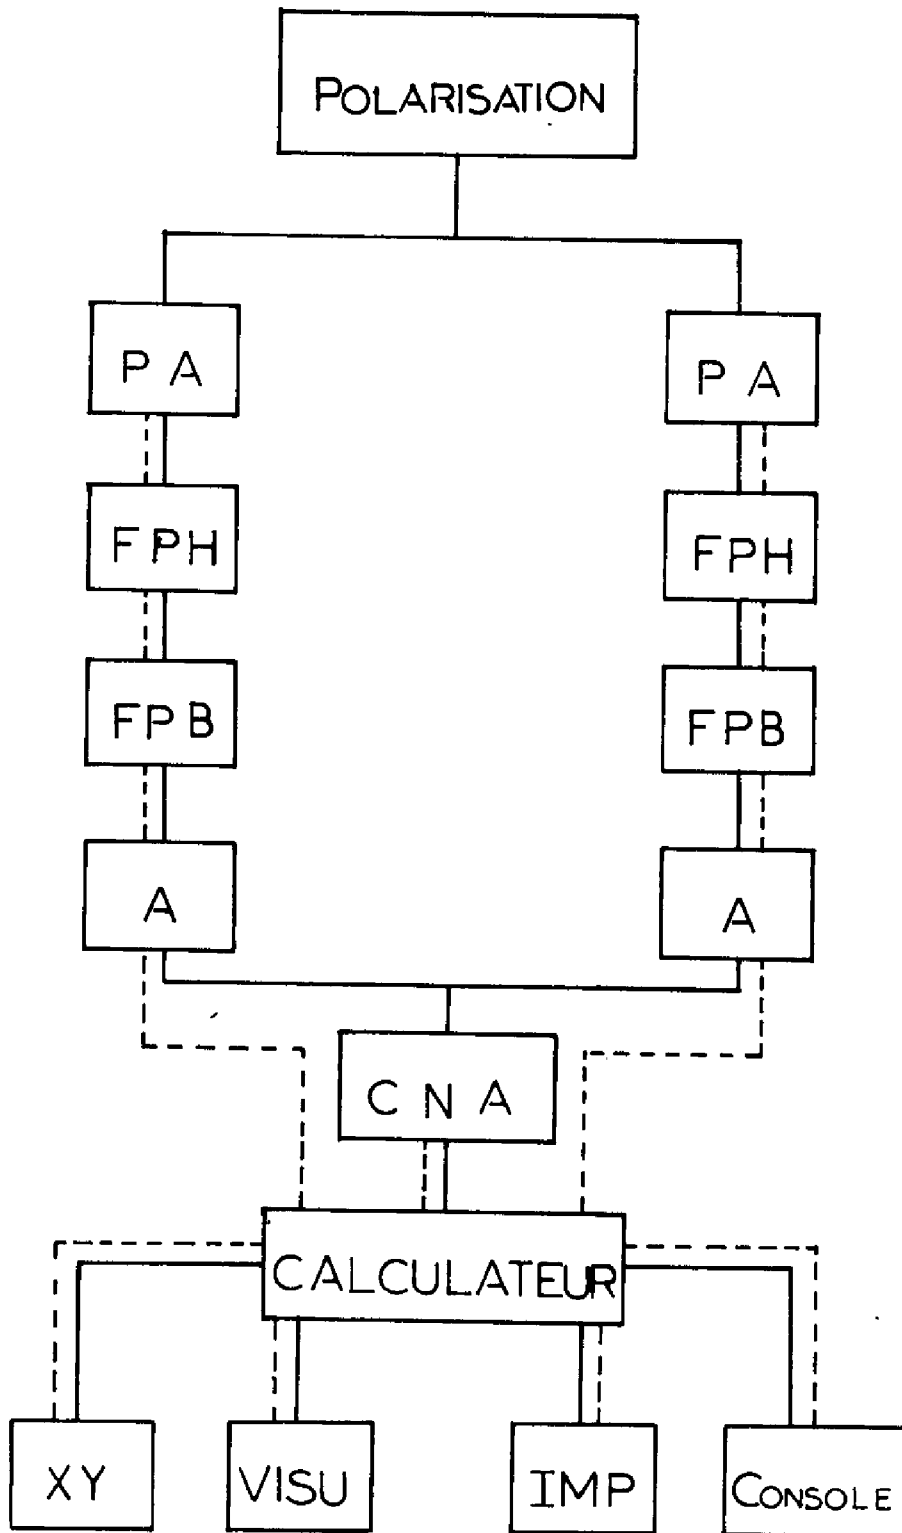 POLARISATION
P A
P A
FPH
FPH
FPB
FPB
A
A
C N A
CALCULATEUR
XY
VISU
IMP
CONSOLE